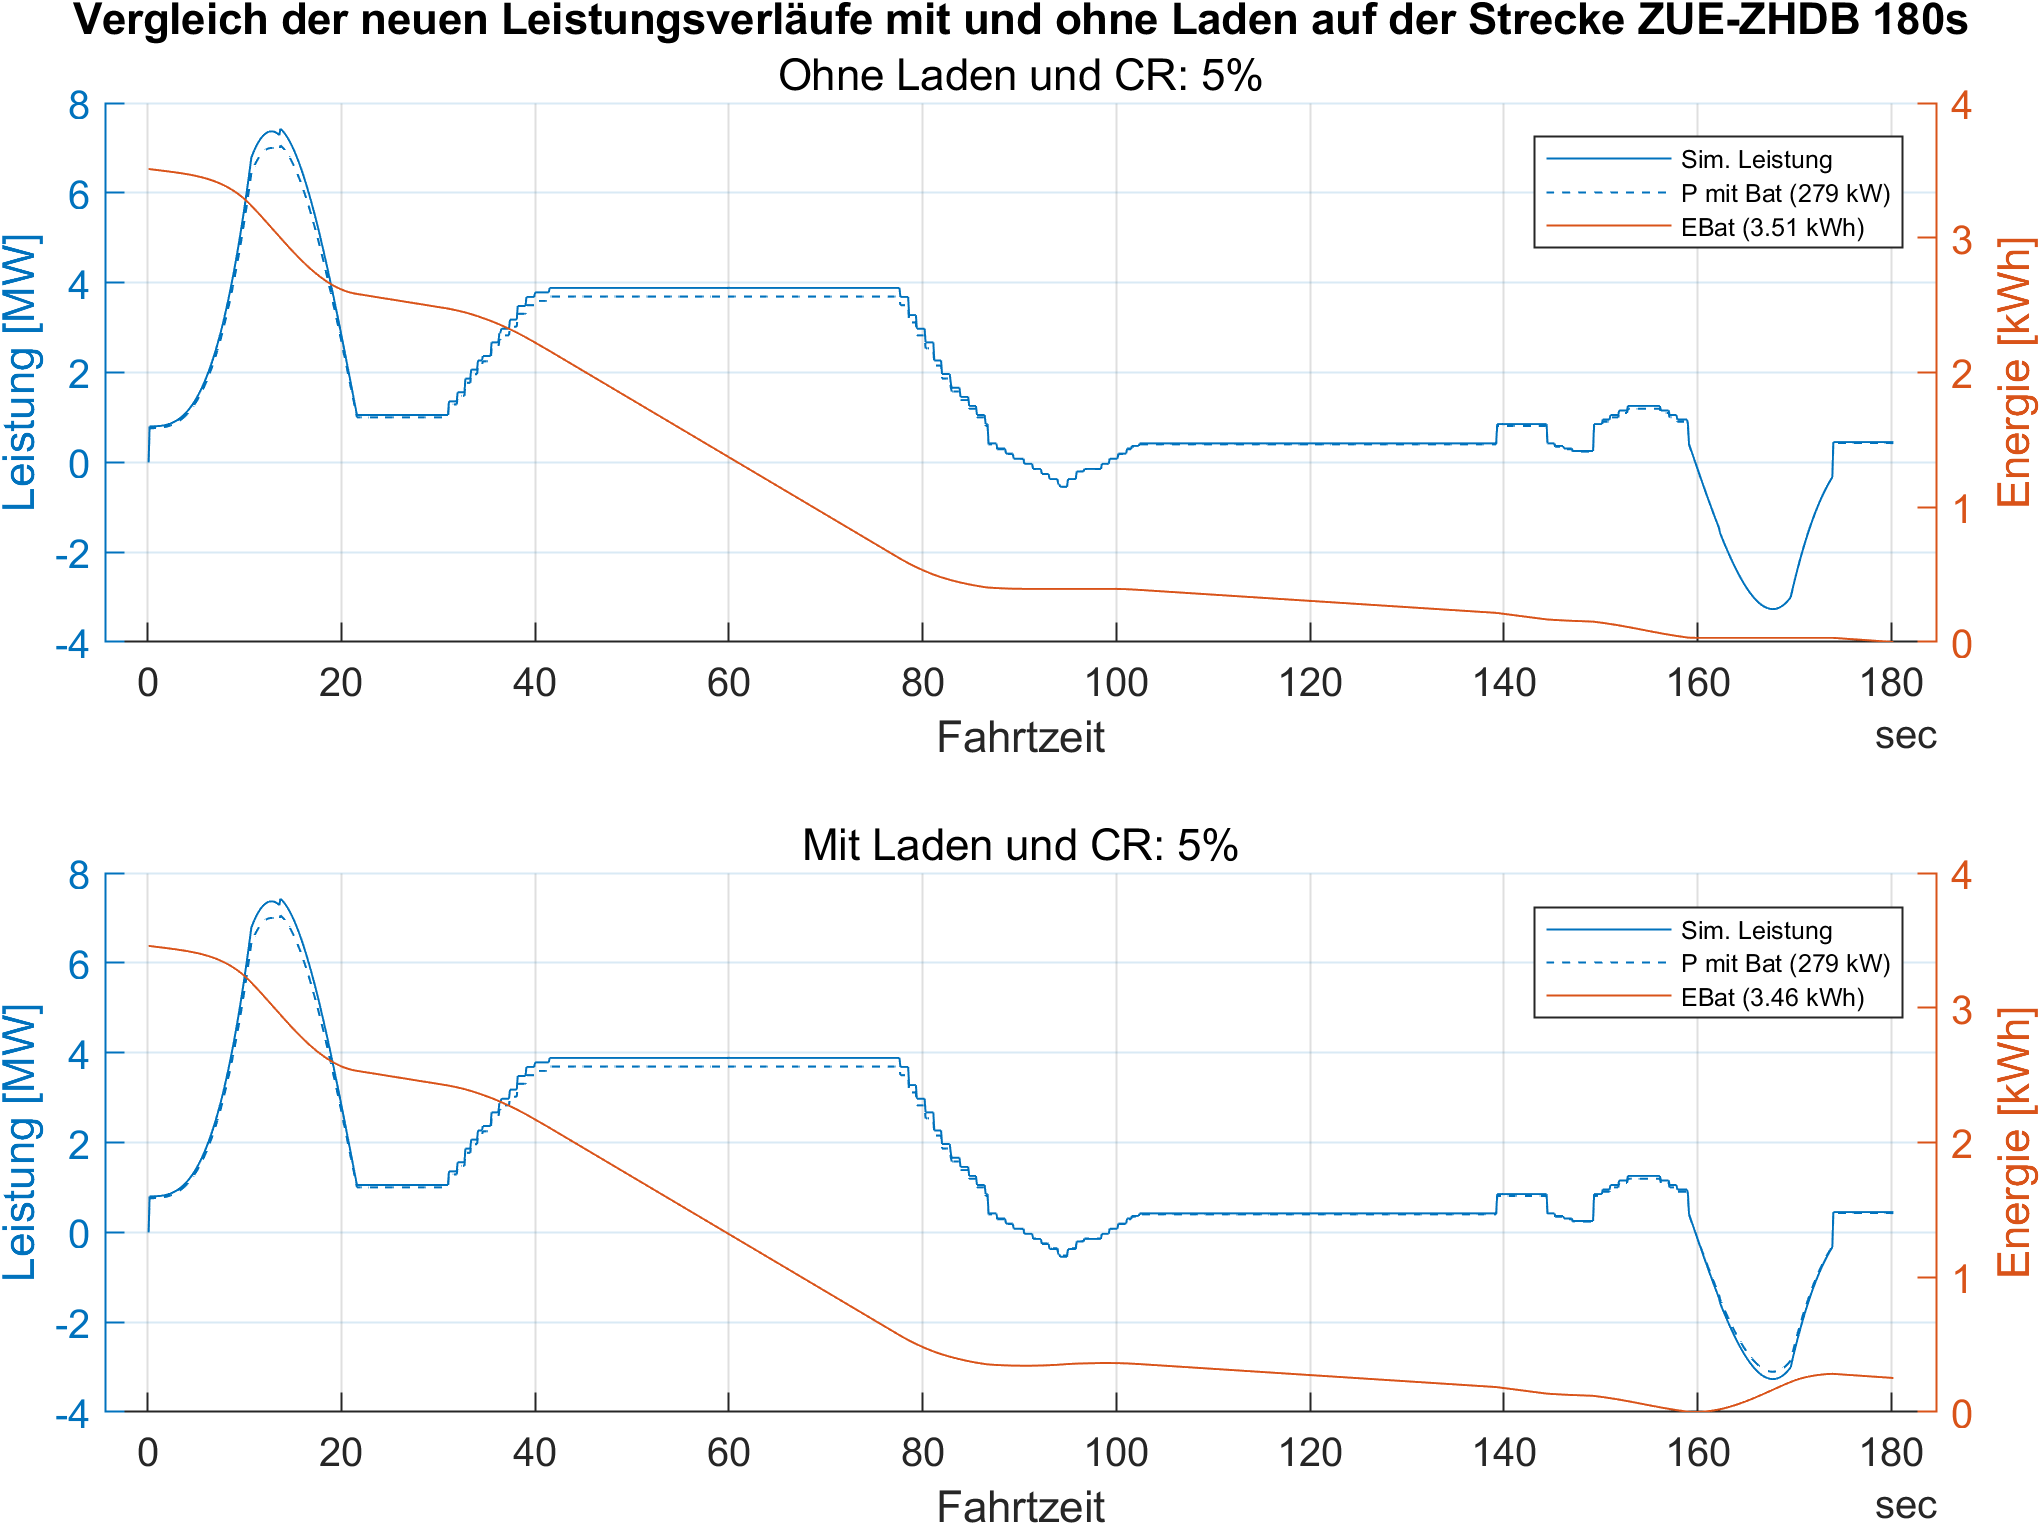 Vergleich der neuen Leistungsverläufe mit und ohne Laden auf der Strecke ZUE-ZHDB 180s
Ohne Laden und CR: 5%
Leistung [MW]
8
6
4
2
0
-2
-4
Sim. Leistung
P mit Bat (279 kW)
EBat (3.51 kWh)
4
3
2
1
0
Energie [kWh]
0 20 40 60 80 100 120 140 160 180
Fahrtzeit
sec
Mit Laden und CR: 5%
Leistung [MW]
8
6
4
2
0
-2
-4
Sim. Leistung
P mit Bat (279 kW)
EBat (3.46 kWh)
4
3
2
1
0
Energie [kWh]
0 20 40 60 80 100 120 140 160 180
Fahrtzeit
sec